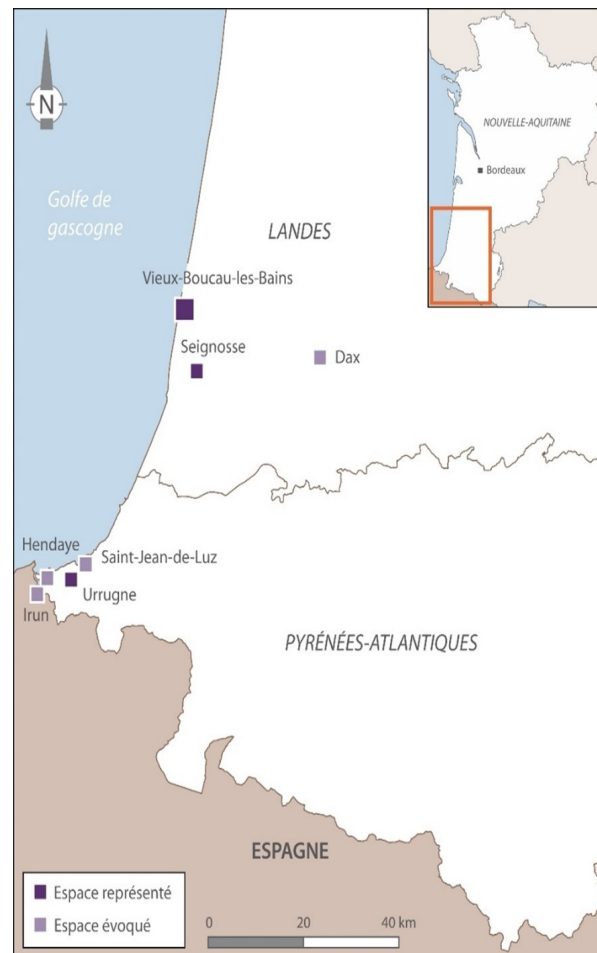 N
NOUVELLE-AQUITAINE
Bordeaux
Golfe de
gascogne
LANDES
Vieux-Boucau-les-Bains
Seignosse
Dax
Hendaye
Saint-Jean-de-Luz
Urrugne
Irun
PYRÉNÉES-ATLANTIQUES
ESPAGNE
Espace représenté
Espace évoqué
0 20 40 km